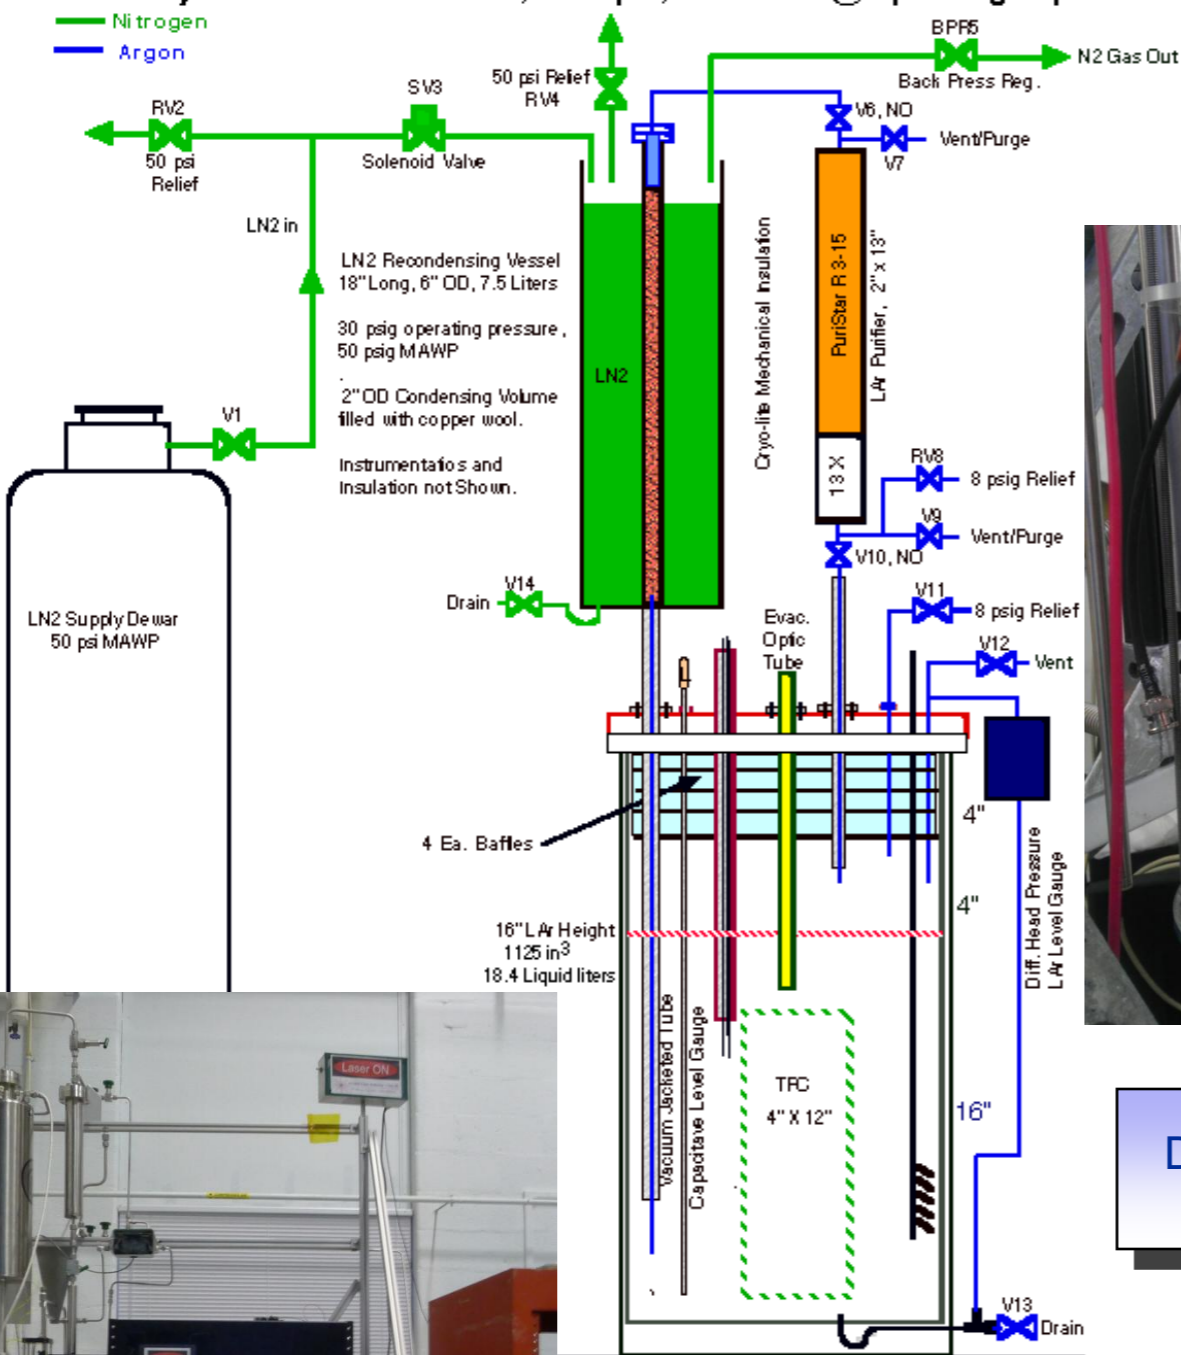 Nitrogen
Argon
BPR5
N2 Gas Out
Back Press Reg.
50 psi Relief
RV4
SV3
RV2
50 psi
Relief
Solenoid Valve
V6, NO
Vent/Purge
V7
LN2 in
LN2 Recondensing Vessel
18" Long, 6" OD, 7.5 Liters
30 psig operating pressure,
50 psig MAWP
.
2" OD Condensing Volume
filled with copper wool.
Instrumentatios and
Insulation not Shown.
LN2
Cryo-lite Mechanical Insulation
PuriStar R 3-15
LAr Purifier, 2" x 13"
13 X
V1
RV8
8 psig Relief
V9
Vent/Purge
V10, NO
V14
Drain
V11
8 psig Relief
Evac.
Optic
Tube
V12
Vent
LN2 Supply Dewar
50 psi MAWP
4 Ea. Baffles
4"
4"
Diff. Head Pressure
LAr Level Gauge
16" LAr Height
1125 in3
18.4 Liquid liters
Vacuum Jacketed Tube
Capacitave Level Gauge
TPC
4" X 12"
16"
V13
Drain
Laser ON